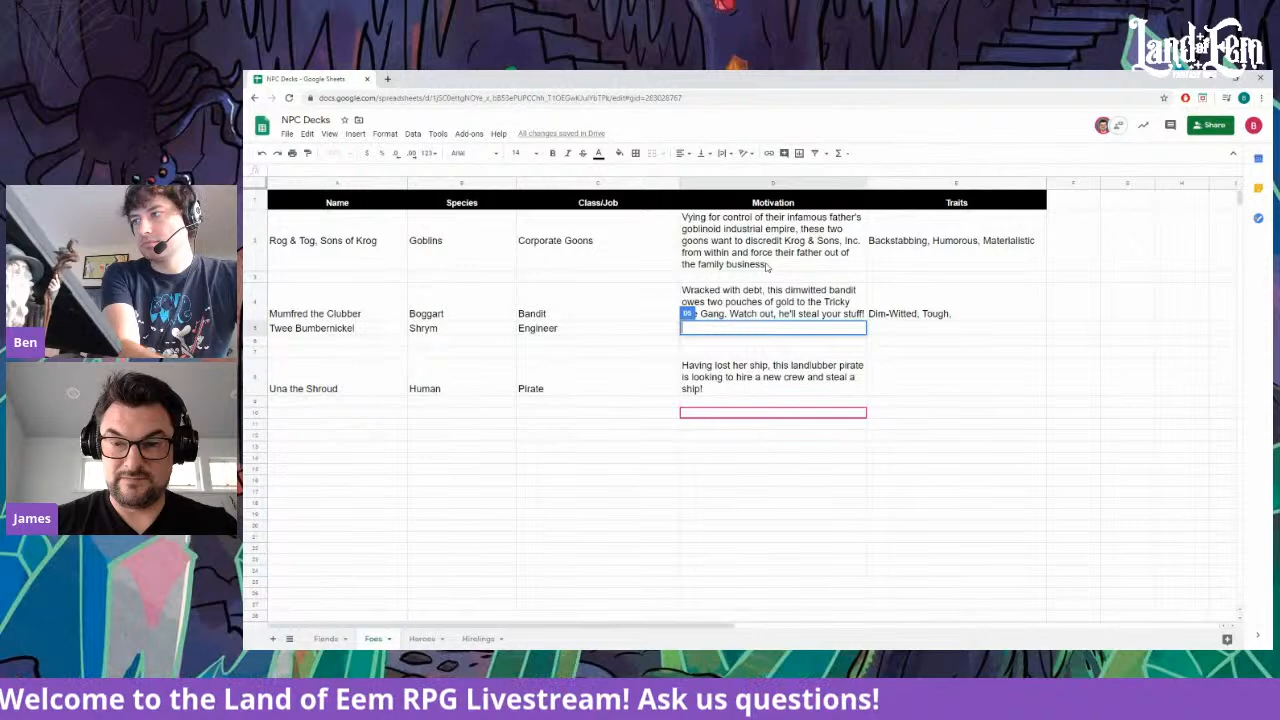 Land of Eem
NPC Decks - Google Sheets
NPC Decks
File Edit View Insert Format Data Tools Add-ons Help All changes saved in Drive
Share
B
Arial 14
Name Species Class/Job Motivation Traits
Rog & Tog, Sons of Krog Goblins Corporate Goons
Vying for control of their infamous father's
goblinoid industrial empire, these two
goons want to discredit Krog & Sons, Inc.
from within and force their father out of
the family business.
Backstabbing, Humorous, Materialistic
Mumfred the Clubber Boggart Bandit
Wracked with debt, this dimwitted bandit
owes two pouches of gold to the Tricky
Gang. Watch out, he'll steal your stuff!
Dim-Witted, Tough,
D5
Twee Bumbernickel Shrym Engineer
Una the Shroud Human Pirate
Having lost her ship, this landlubber pirate
is looking to hire a new crew and steal a
ship!
Fiends Foes Heroes Hirelings
Ben
James
Welcome to the Land of Eem RPG Livestream! Ask us questions!